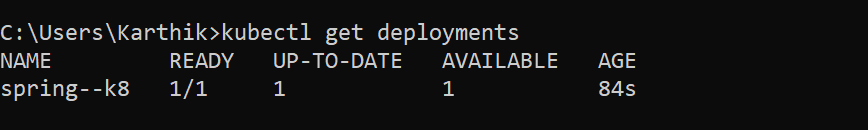 C:\Users\Karthik>kubectl get deployments
NAME READY UP-TO-DATE AVAILABLE AGE
spring--k8 1/1 1 1 84s